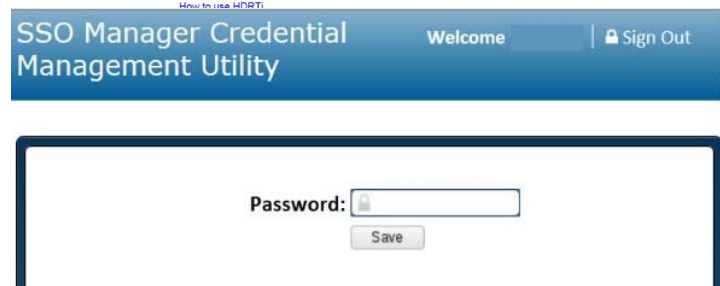 How to use HDRTi
SSO Manager Credential
Management Utility
Welcome | Sign Out
Password:
Save